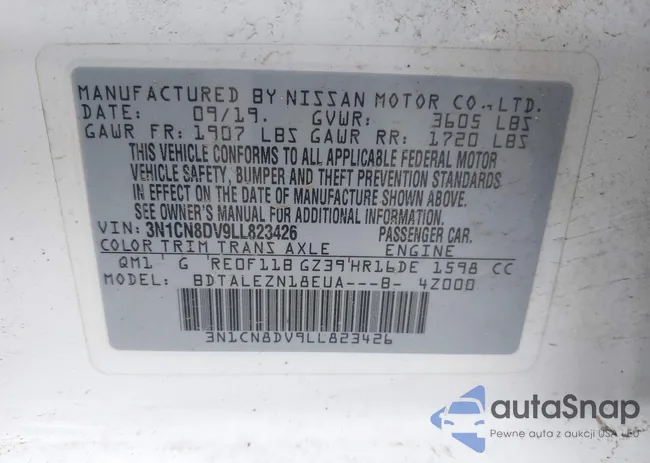 MANUFACTURED BY NISSAN MOTOR CO., LTD.
DATE: 09/19. GVWR: 3605 LBS
GAWR FR: 1907 LBS GAWR RR: 1720 LBS
THIS VEHICLE CONFORMS TO ALL APPLICABLE FEDERAL MOTOR
VEHICLE SAFETY, BUMPER AND THEFT PREVENTION STANDARDS
IN EFFECT ON THE DATE OF MANUFACTURE SHOWN ABOVE.
SEE OWNER'S MANUAL FOR ADDITIONAL INFORMATION.
VIN: 3N1CN8DV9LL823426 PASSENGER CAR.
COLOR TRIM TRANS AXLE ENGINE
QM1 ' G ' RE0F11B GZ39'HR16DE 1598 CC
MODEL: BDTALEZN18EUA---B- 4Z000
3N1CN8DV9LL823426
autoSnap
Pewne auta z aukcji USA i EU